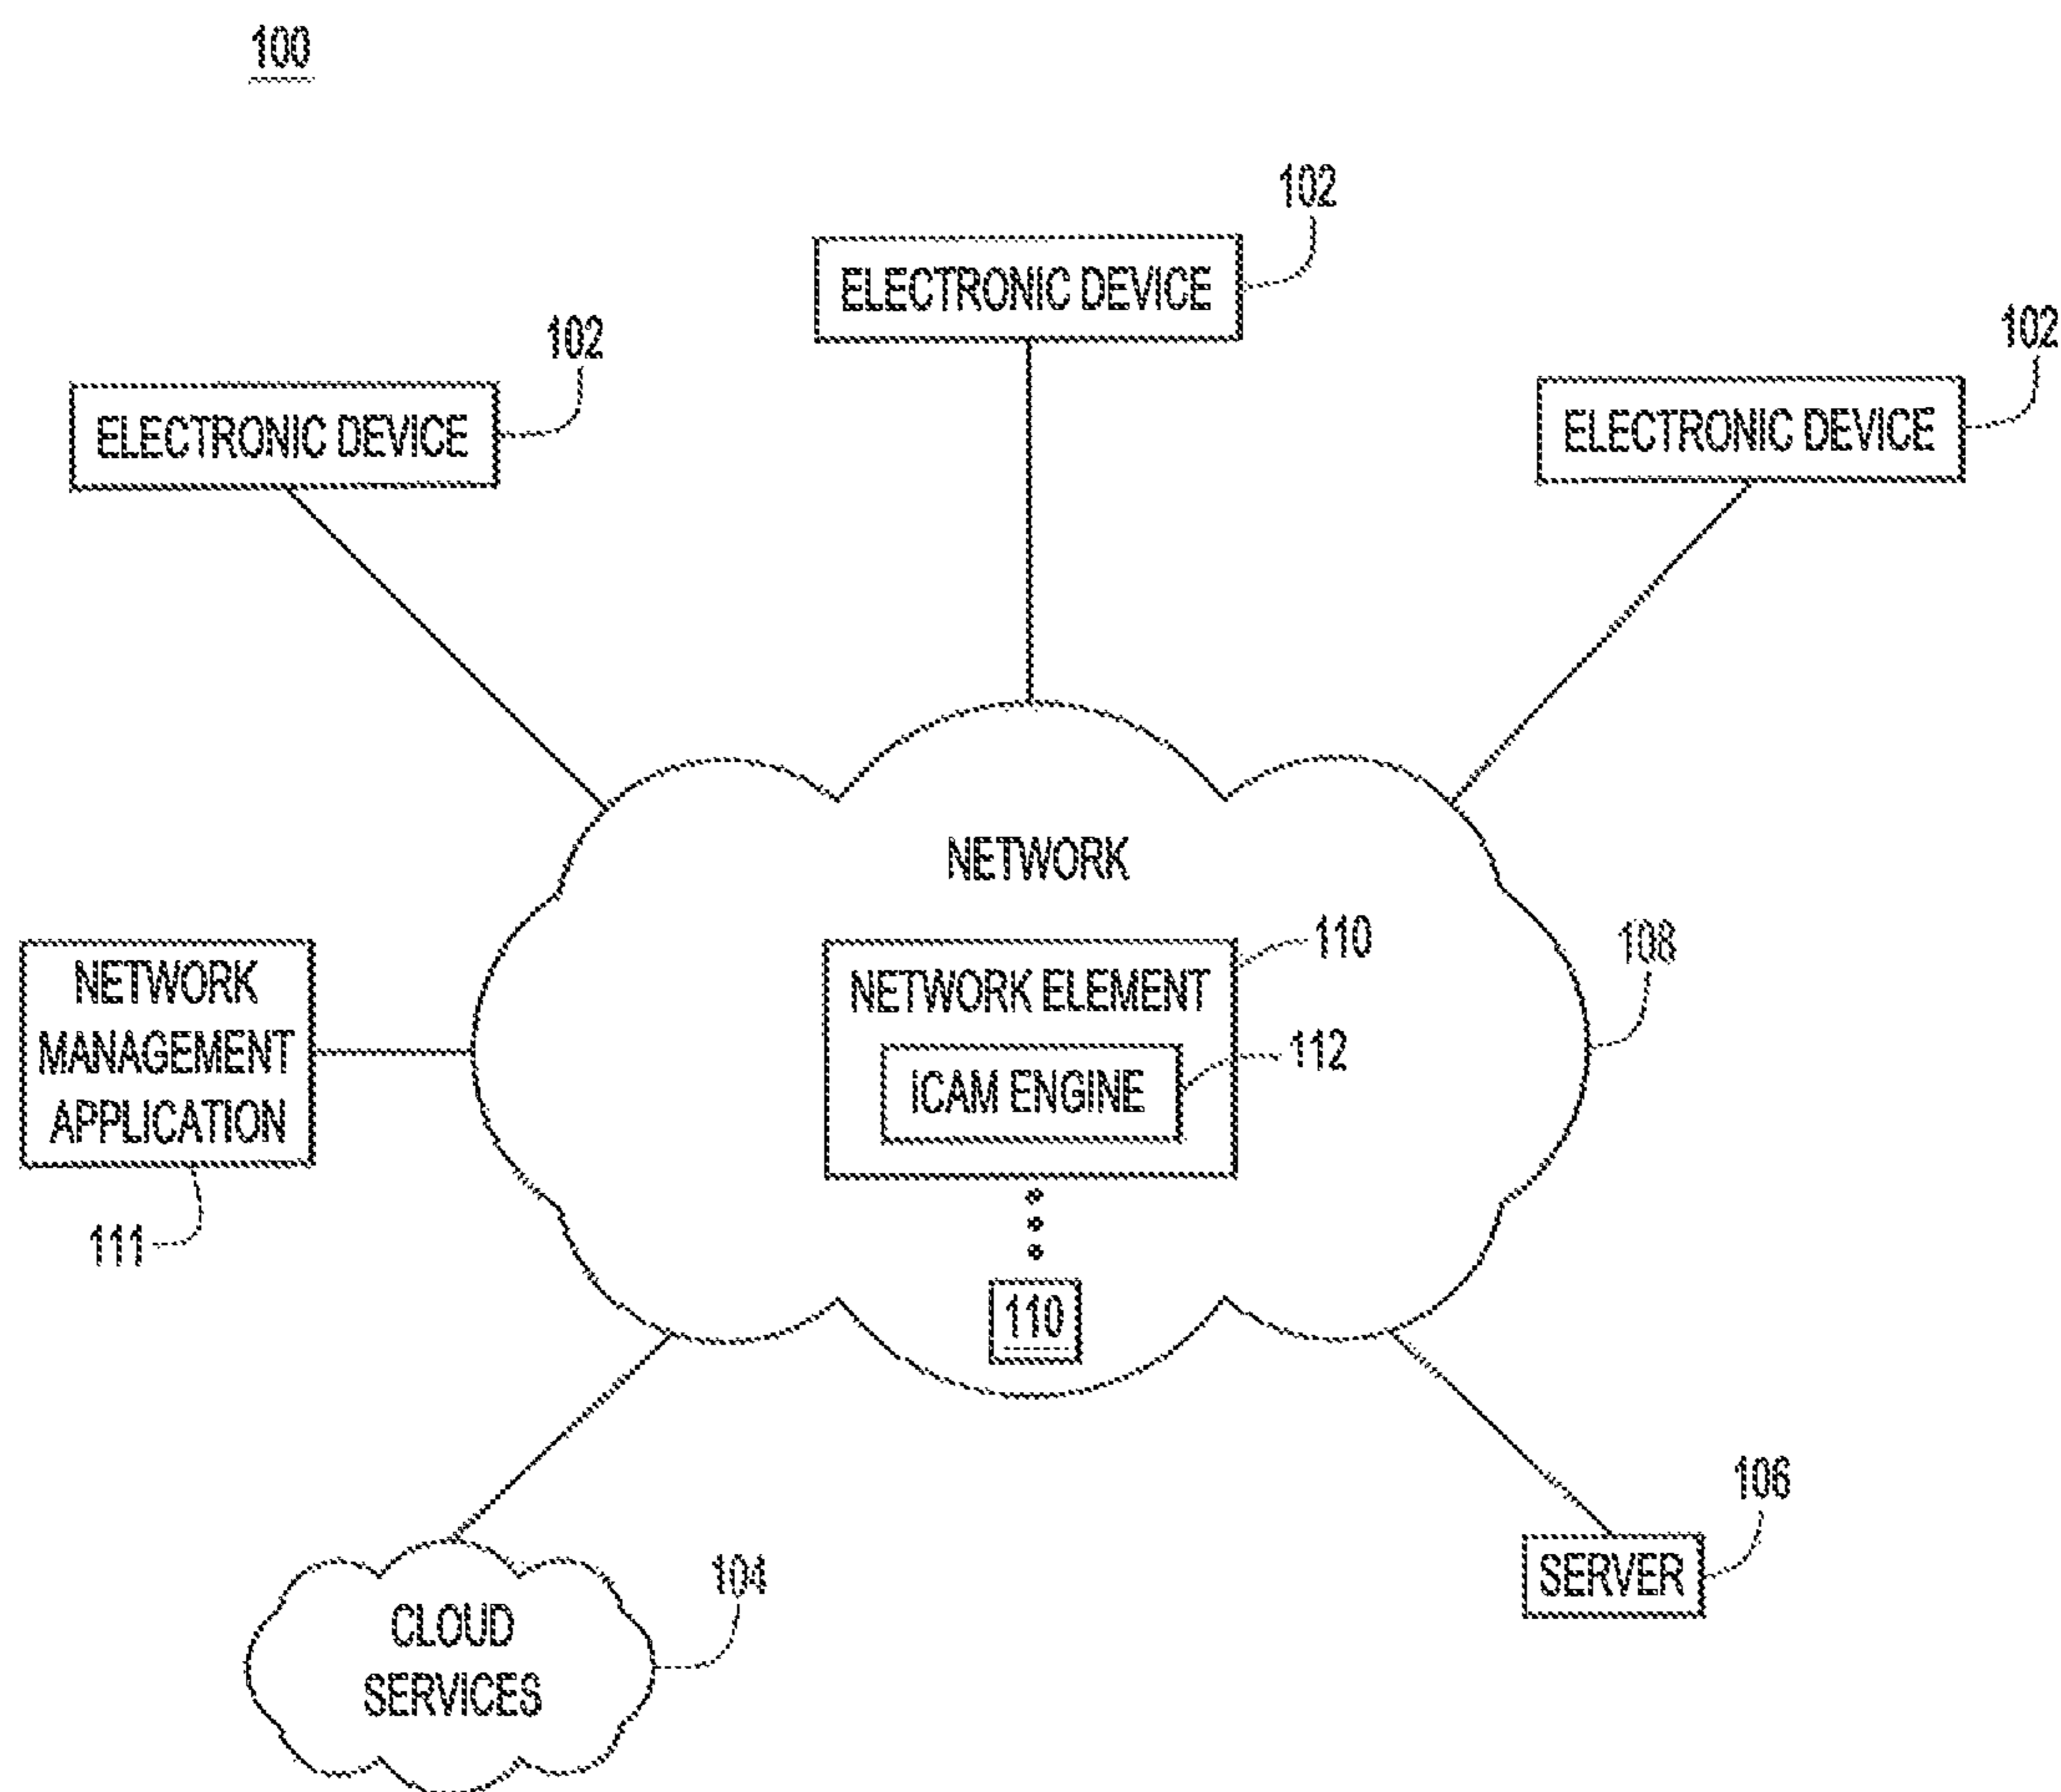 100
102
ELECTRONIC DEVICE
102
102
ELECTRONIC DEVICE
ELECTRONIC DEVICE
NETWORK
108
110
NETWORK
MANAGEMENT
APPLICATION
NETWORK ELEMENT
112
iCAM ENGINE
111
110
106
SERVER
104
CLOUD
SERVICES